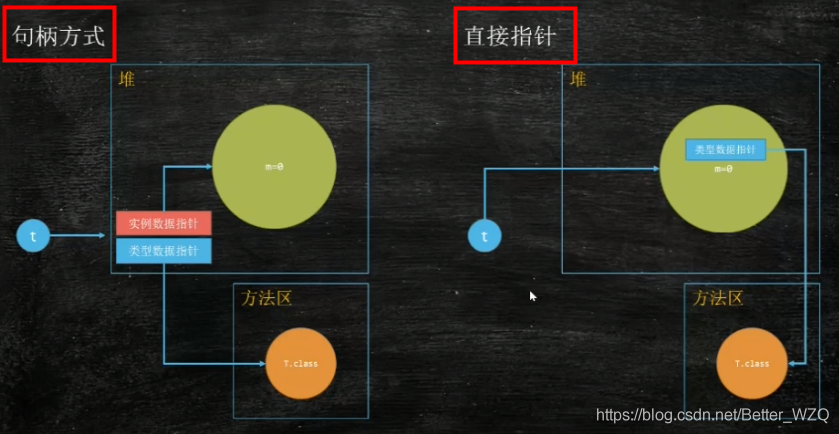 句柄方式
堆
m=0
实例数据指针
类型数据指针
t
方法区
T.class
直接指针
堆
类型数据指针
m=0
t
方法区
T.class
https://blog.csdn.net/Better_WZQ